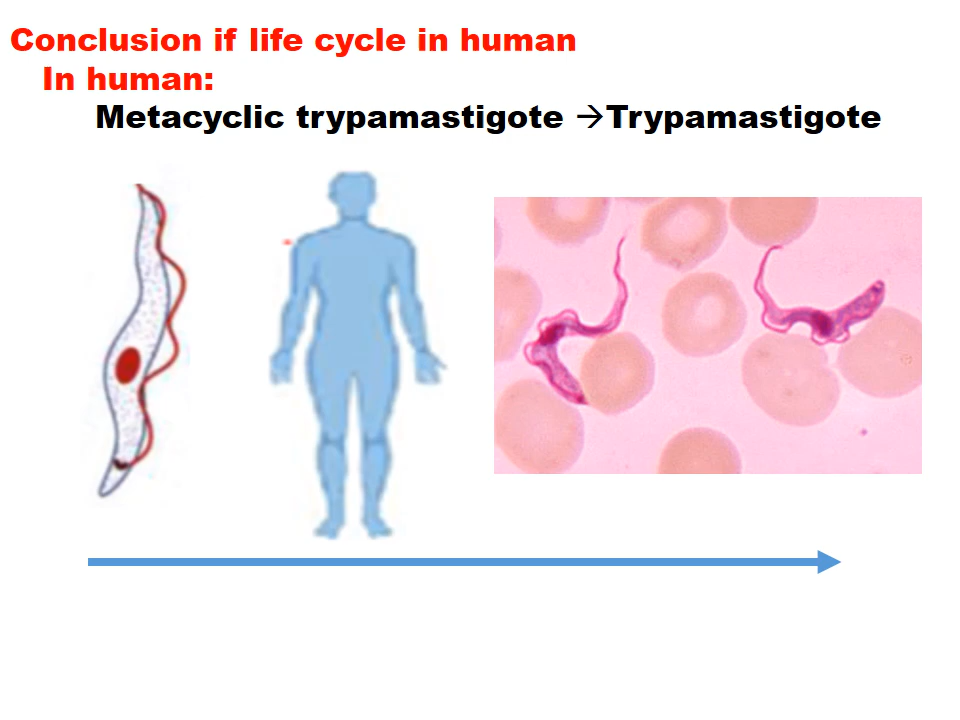 Conclusion if life cycle in human
In human:
Metacyclic trypamastigote →Trypamastigote